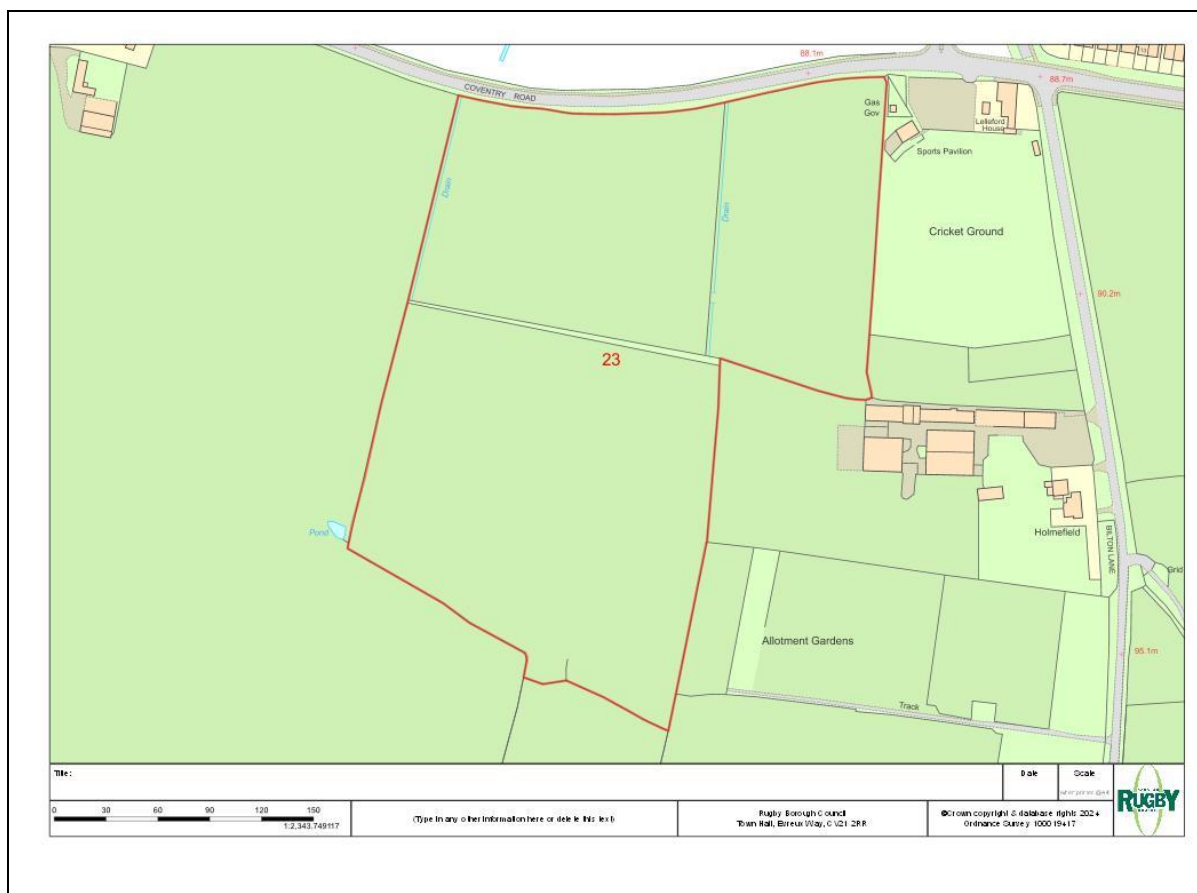 88.1m
COVENTRY ROAD
88.7m
Gas
Gov
Lelleford
House
Sports Pavilion
Drain
Drain
Cricket Ground
90.2m
23
Pond
Holmefield
BILTON LANE
Grid
Allotment Gardens
95.1m
Track
Title:
Date
Scale
0 30 60 90 120 150
1:2,343.749117
(Type in any other information here or delete this text)
Rugby Borough Council
Town Hall, Evreux Way, CV21 2RR
©Crown copyright & database rights 2024
Ordnance Survey 100019417
RUGBY